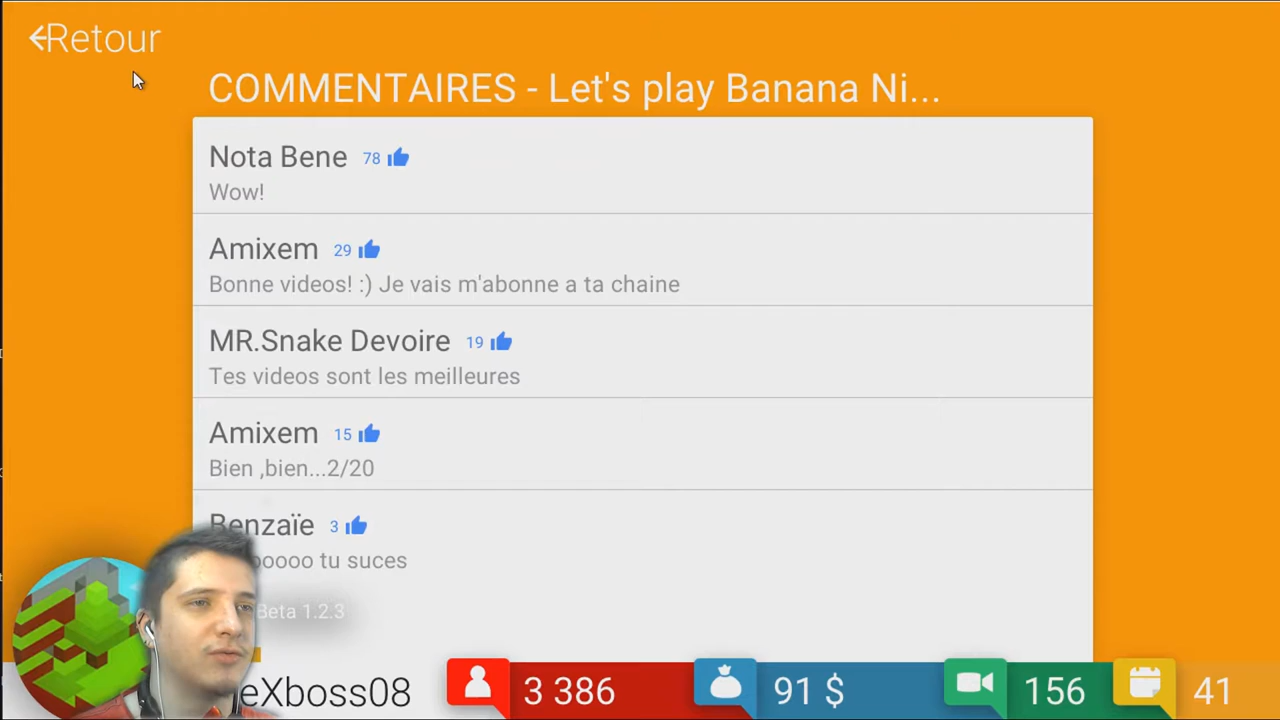 Retour
COMMENTAIRES - Let's play Banana Ni...
Nota Bene 78
Wow!
Amixem 29
Bonne videos! :) Je vais m'abonne a ta chaine
MR.Snake Devoire 19
Tes videos sont les meilleures
Amixem 15
Bien ,bien...2/20
Benzaïe 3
tu suces
Beta 1.2.3
eXboss08 3 386 91 $ 156 41